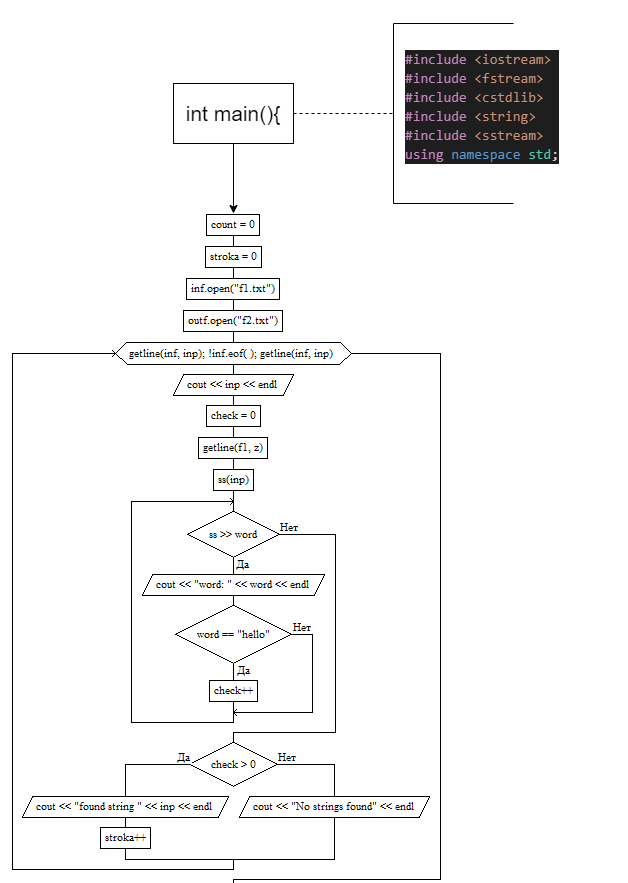 #include <iostream>
#include <fstream>
#include <cstdlib>
#include <string>
#include <sstream>
using namespace std;
int main(){
count = 0
stroka = 0
inf.open("f1.txt")
outf.open("f2.txt")
getline(inf, inp); !inf.eof( ); getline(inf, inp)
cout << inp << endl
check = 0
getline(f1, z)
ss(inp)
ss >> word
Нет
Да
cout << "word: " << word << endl
word == "hello"
Нет
Да
check++
Да
check > 0
Нет
cout << "found string " << inp << endl
cout << "No strings found" << endl
stroka++